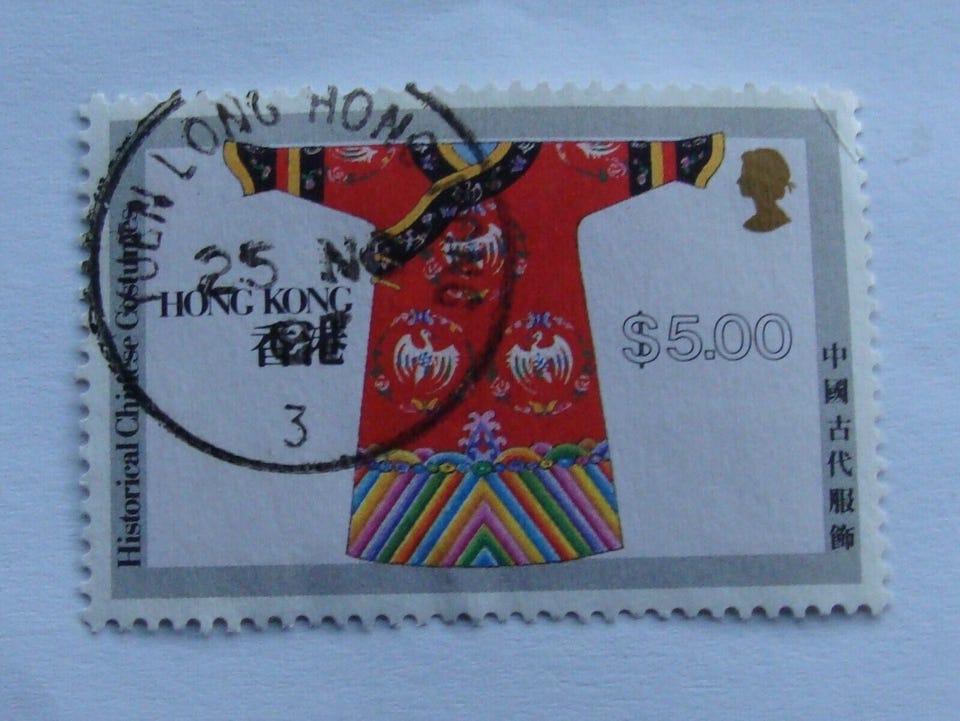 YUEN LONG HONG
25 NO
3
HONG KONG
香港
$5.00
Historical Chinese Costumes
中國古代服飾